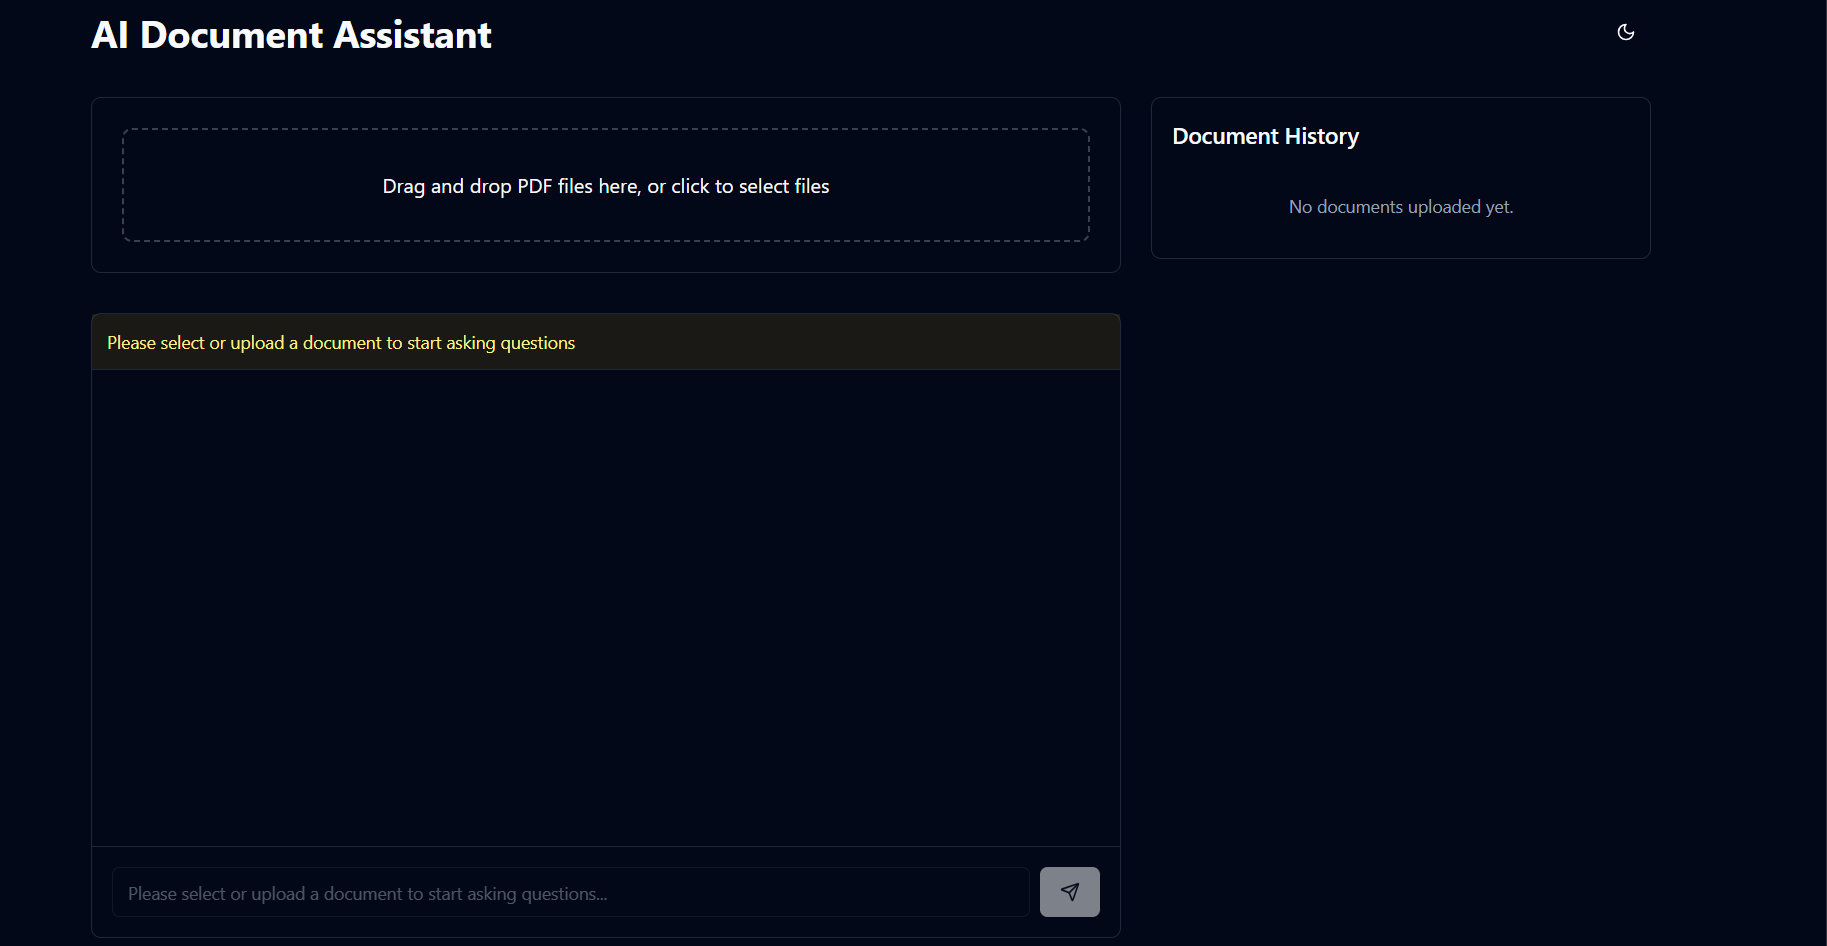 AI Document Assistant
Drag and drop PDF files here, or click to select files
Document History
No documents uploaded yet.
Please select or upload a document to start asking questions
Please select or upload a document to start asking questions...